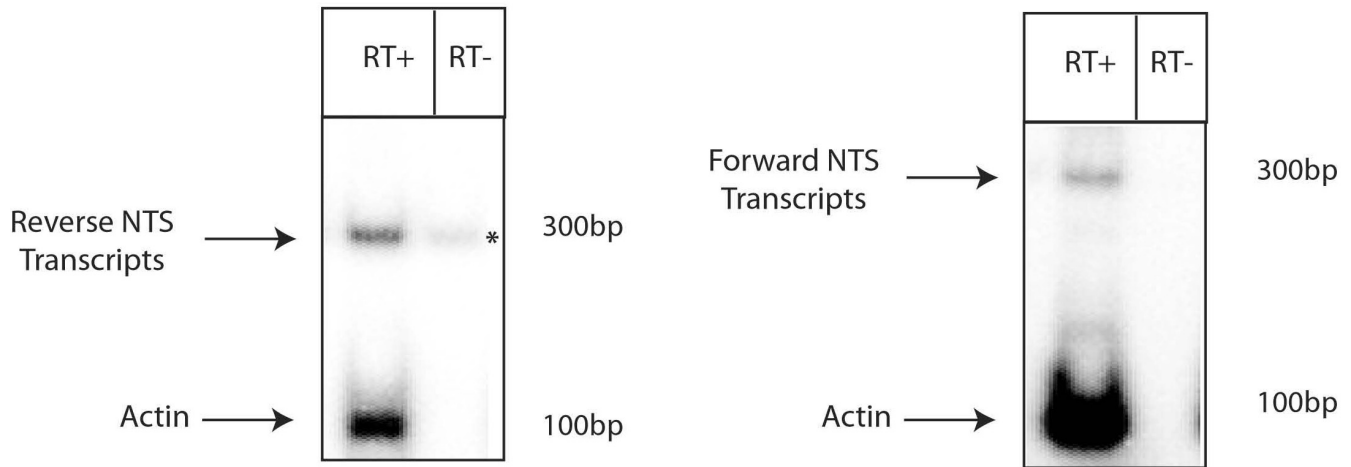 RT+ RT-
Reverse NTS
Transcripts
*
300bp
Actin
100bp
RT+ RT-
Forward NTS
Transcripts
300bp
Actin
100bp